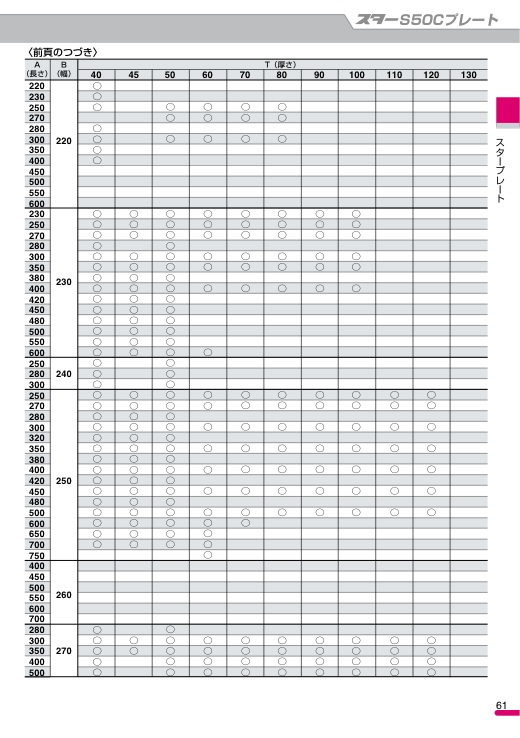 スターS50Cプレート
〈前頁のつづき〉
A（長さ） B（幅） T（厚さ）
40 45 50 60 70 80 90 100 110 120 130
220 ○
230 ○
250 ○ ○ ○ ○ ○
270 ○ ○ ○ ○
280 ○
300 220 ○ ○ ○ ○ ○
350 ○
400 ○
450
500
550
600
230 ○ ○ ○ ○ ○ ○ ○ ○
250 ○ ○ ○ ○ ○ ○ ○ ○
270 ○ ○ ○ ○ ○ ○ ○ ○
280 ○ ○
300 ○ ○ ○ ○ ○ ○ ○ ○
350 ○ ○ ○ ○ ○ ○ ○ ○
380 230 ○ ○ ○
400 ○ ○ ○ ○ ○ ○ ○ ○
420 ○ ○ ○
450 ○ ○ ○
480 ○ ○ ○
500 ○ ○ ○
550 ○ ○ ○
600 ○ ○ ○ ○
250 ○ ○
280 240 ○ ○
300 ○ ○
250 ○ ○ ○ ○ ○ ○ ○ ○ ○ ○
270 ○ ○ ○ ○ ○ ○ ○ ○ ○ ○
280 ○ ○ ○
300 ○ ○ ○ ○ ○ ○ ○ ○ ○ ○
320 ○ ○ ○
350 ○ ○ ○ ○ ○ ○ ○ ○ ○ ○
380 ○ ○ ○
400 ○ ○ ○ ○ ○ ○ ○ ○ ○ ○
420 250 ○ ○ ○
450 ○ ○ ○ ○ ○ ○ ○ ○ ○ ○
480 ○ ○ ○
500 ○ ○ ○ ○ ○ ○ ○ ○ ○ ○
600 ○ ○ ○ ○ ○
650 ○ ○ ○ ○
700 ○ ○ ○ ○
750 ○
400
450
500
550 260
600
700
280 ○ ○
300 ○ ○ ○ ○ ○ ○ ○ ○ ○ ○
350 270 ○ ○ ○ ○ ○ ○ ○ ○ ○ ○
400 ○ ○ ○ ○ ○ ○ ○ ○ ○
500 ○ ○ ○ ○ ○ ○ ○ ○ ○
スタープレート
61